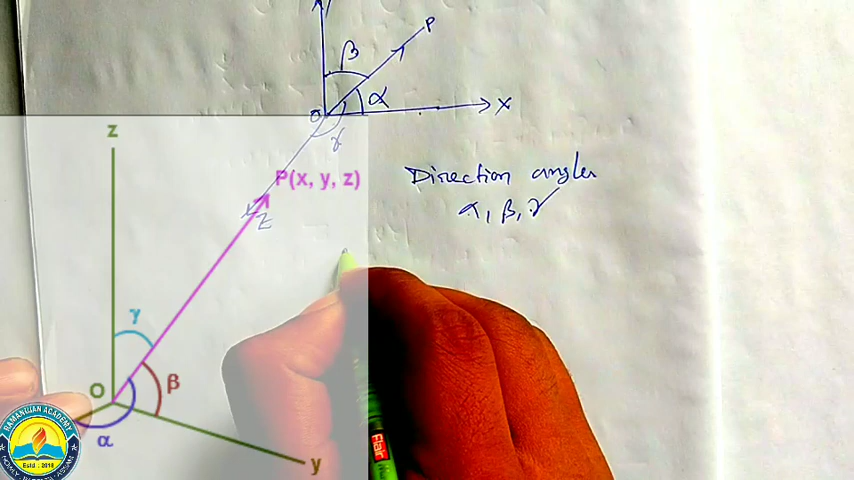 P
β
α
X
O
γ
Direction angles
α, β, γ
Z
z
P(x, y, z)
γ
O
β
α
y
RAMANUJAN ACADEMY
Estd : 2018